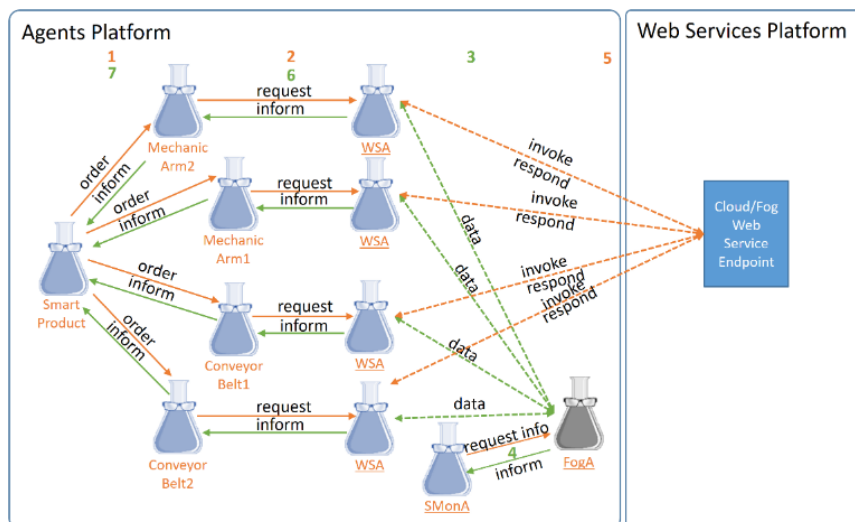 Agents Platform
Web Services Platform
1
7
2
6
3
5
request
inform
WSA
Mechanic
Arm2
order
inform
invoke
respond
request
inform
WSA
Mechanic
Arm1
order
inform
invoke
respond
Cloud/Fog
Web
Service
Endpoint
data
data
Smart
Product
order
inform
request
inform
WSA
Conveyor
Belt1
invoke
respond
invoke
respond
order
inform
data
request
inform
WSA
Conveyor
Belt2
data
request info
4
inform
SMonA
FogA